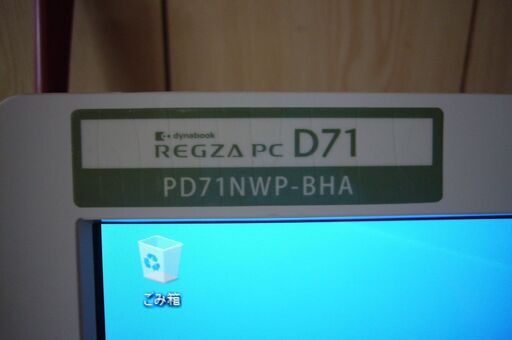 dynabook
REGZA PC D71
PD71NWP-BHA
ごみ箱